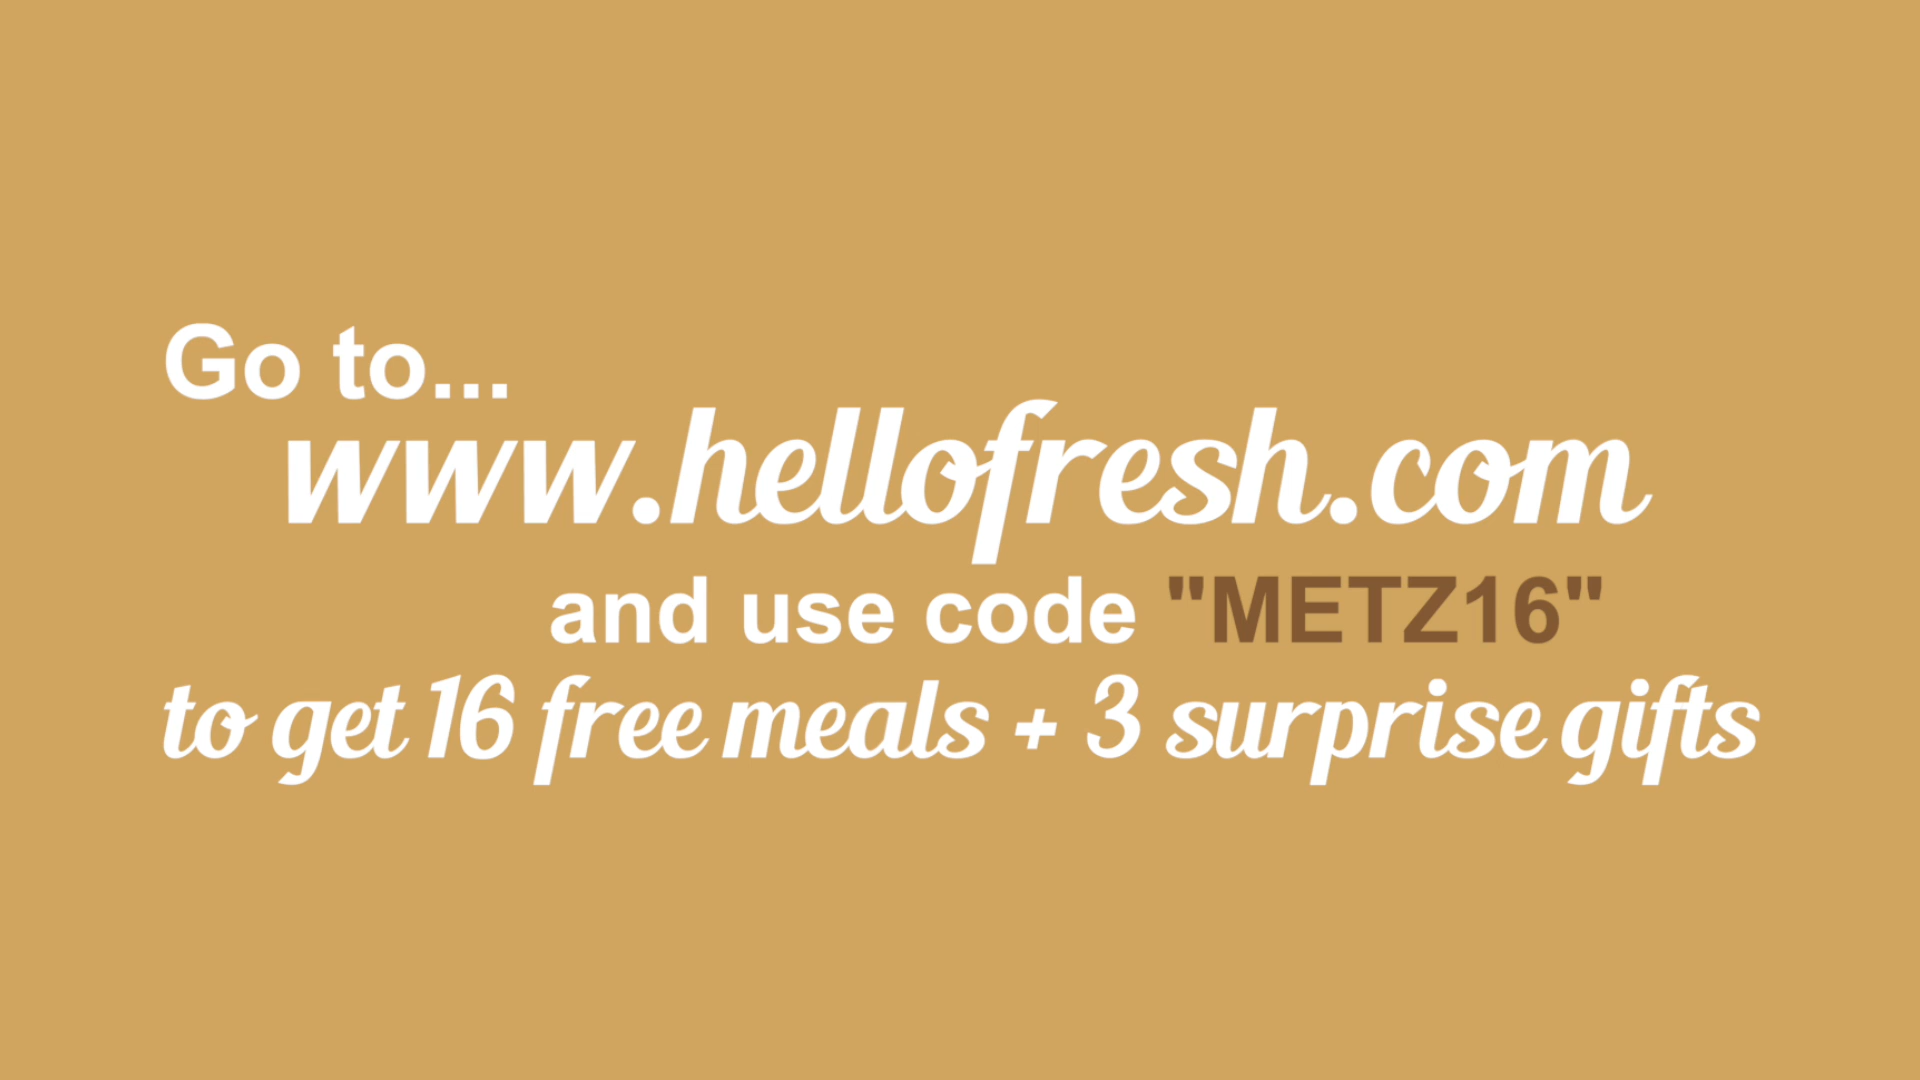 Go to...
www.hellofresh.com
and use code "METZ16"
to get 16 free meals + 3 surprise gifts